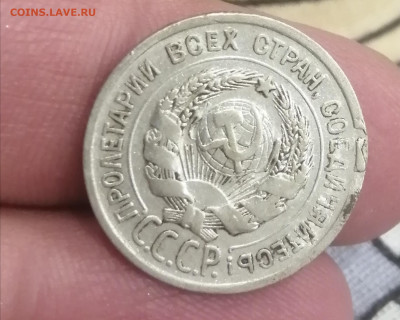 COINS.LAVE.RU
ПРОЛЕТАРИИ ВСЕХ СТРАН, СОЕДИНЯЙТЕСЬ!
С.С.С.Р.